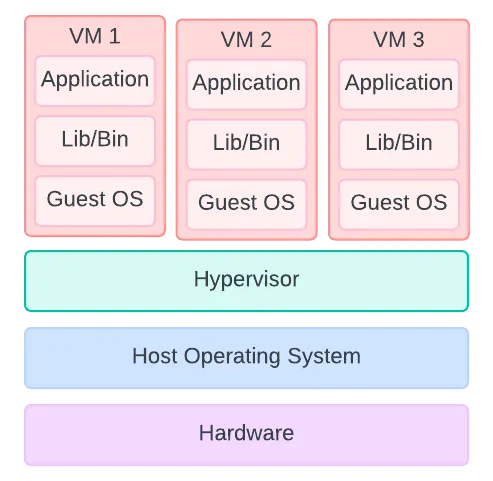 VM 1
Application
Lib/Bin
Guest OS
VM 2
Application
Lib/Bin
Guest OS
VM 3
Application
Lib/Bin
Guest OS
Hypervisor
Host Operating System
Hardware